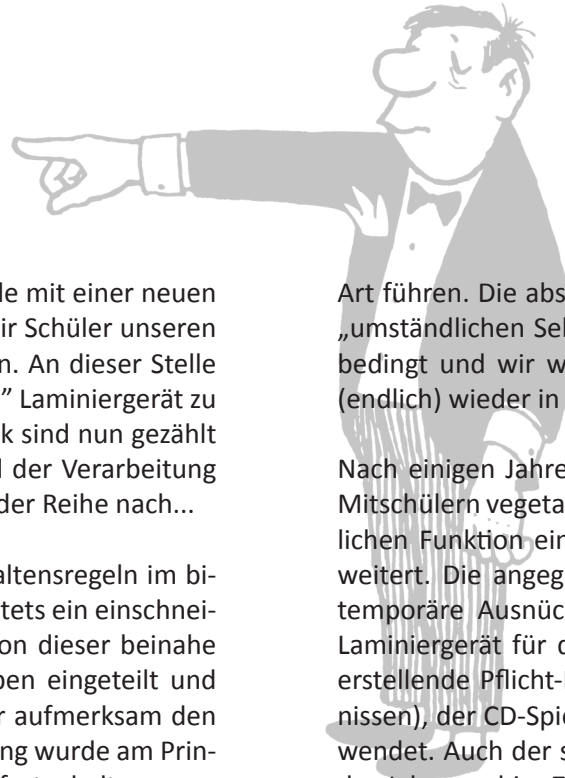 de mit einer neuen
ir Schüler unseren
n. An dieser Stelle
” Laminiergerät zu
k sind nun gezählt
d der Verarbeitung
der Reihe nach...
altensregeln im bi-
tets ein einschnei-
on dieser beinahe
ben eingeteilt und
r aufmerksam den
ng wurde am Prin-
Art führen. Die abs
„umständlichen Sel
bedingt und wir w
(endlich) wieder in
Nach einigen Jahre
Mitschülern vegeta
lichen Funktion ein
weitert. Die angeg
temporäre Ausnüc
Laminiergerät für d
erstellende Pflicht-
nissen), der CD-Spie
wendet. Auch der s